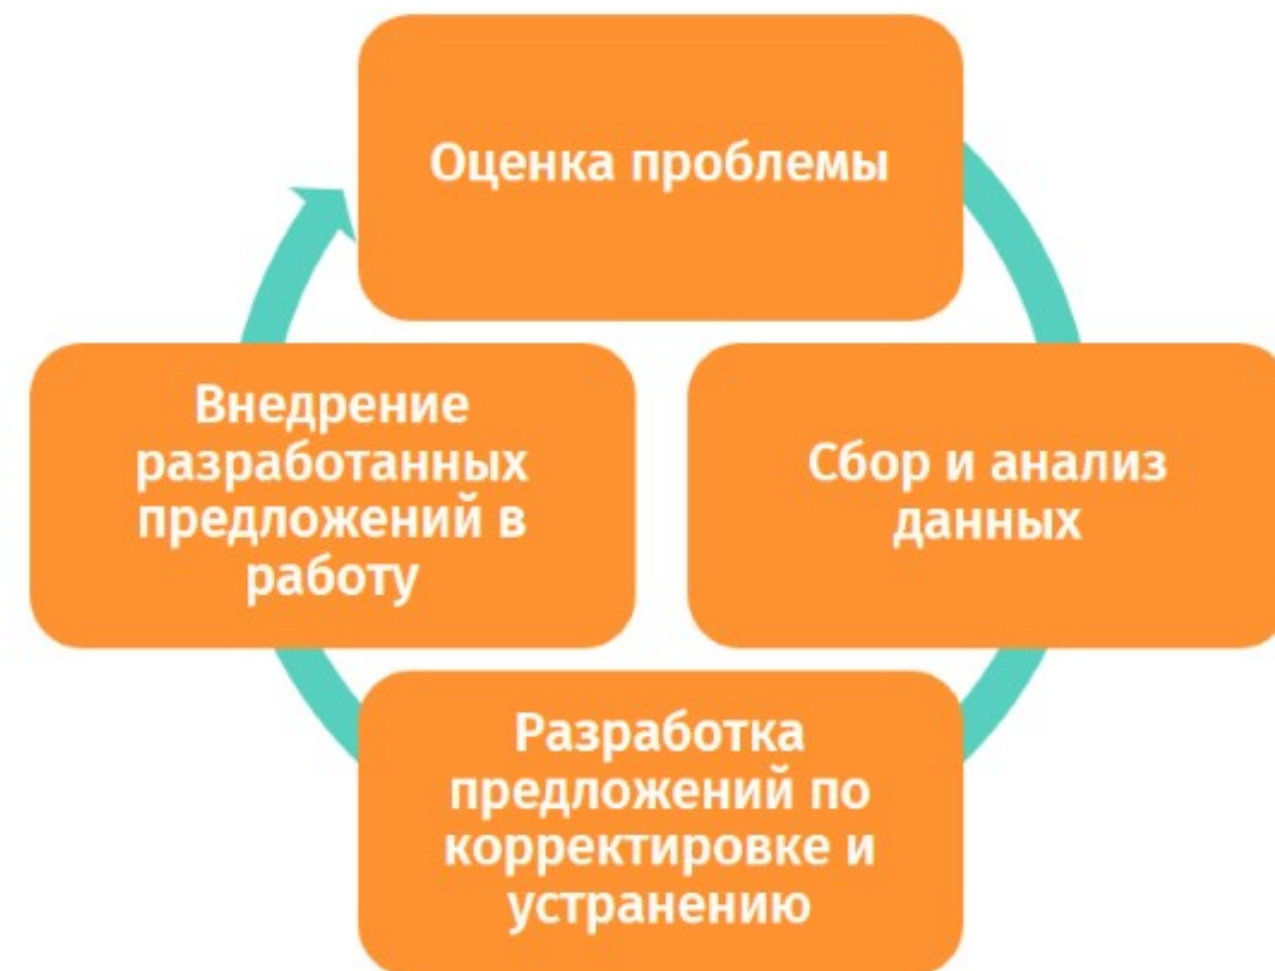 Оценка проблемы
Сбор и анализ
данных
Разработка
предложений по
корректировке и
устранению
Внедрение
разработанных
предложений в
работу